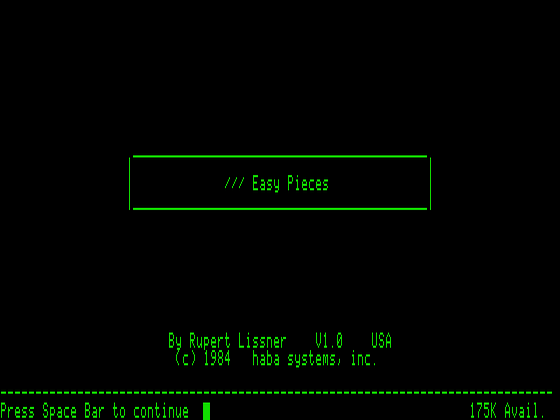 /// Easy Pieces
By Rupert Lissner    V1.0    USA
(c) 1984   haba systems, inc.
Press Space Bar to continue    175K Avail.